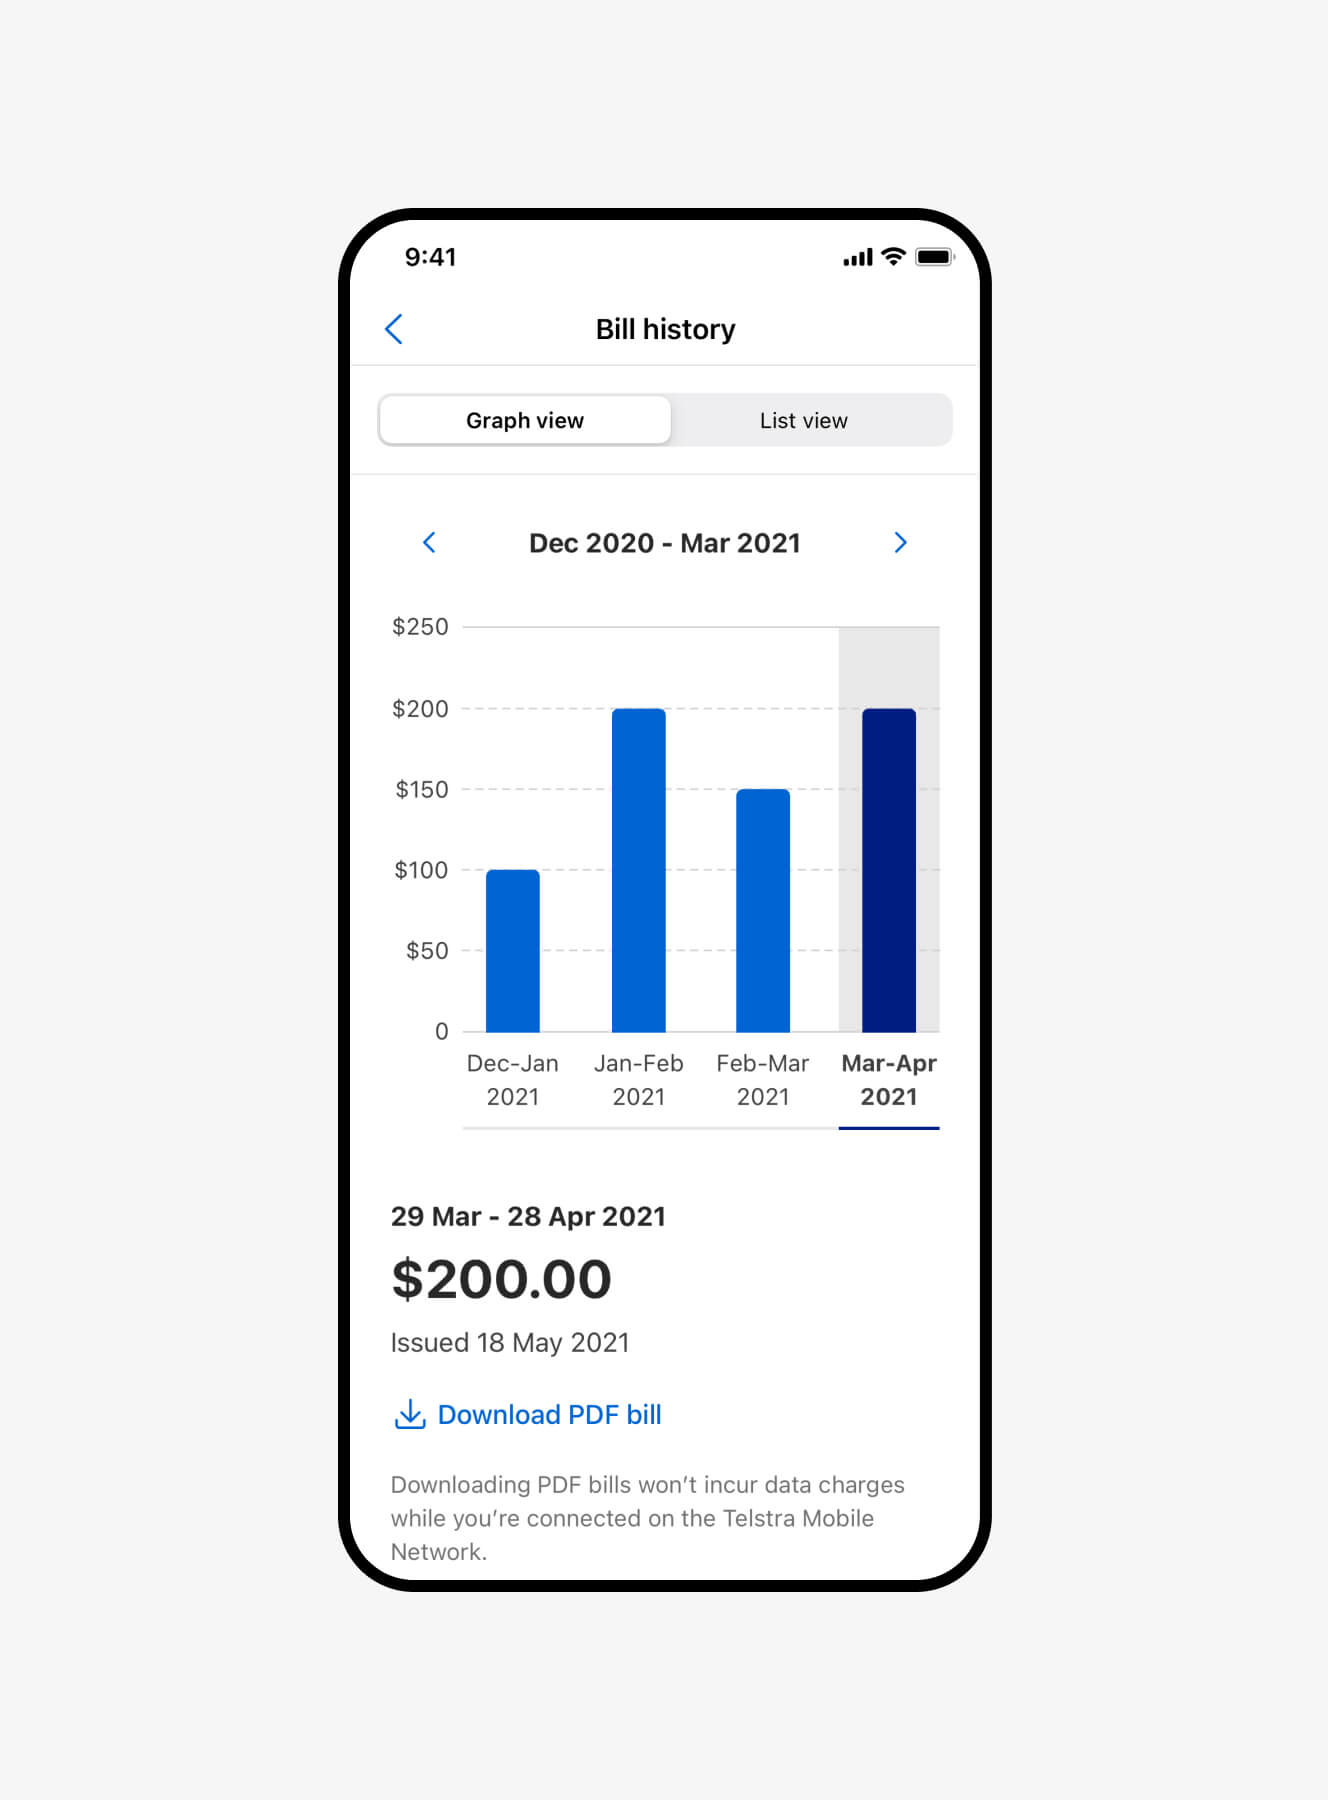 9:41
Bill history
Graph view
List view
Dec 2020 - Mar 2021
$250
$200
$150
$100
$50
0
Dec-Jan 2021
Jan-Feb 2021
Feb-Mar 2021
Mar-Apr 2021
29 Mar - 28 Apr 2021
$200.00
Issued 18 May 2021
Download PDF bill
Downloading PDF bills won’t incur data charges
while you’re connected on the Telstra Mobile
Network.